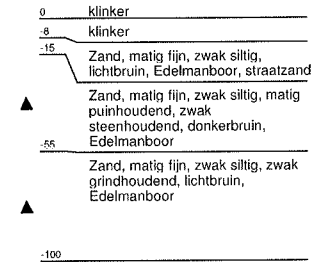 0 klinker
-8 klinker
-15
Zand, matig fijn, zwak siltig,
lichtbruin, Edelmanboor, straatzand
Zand, matig fijn, zwak siltig, matig
puinhoudend, zwak
steenhoudend, donkerbruin,
Edelmanboor
-55
Zand, matig fijn, zwak siltig, zwak
grindhoudend, lichtbruin,
Edelmanboor
-100